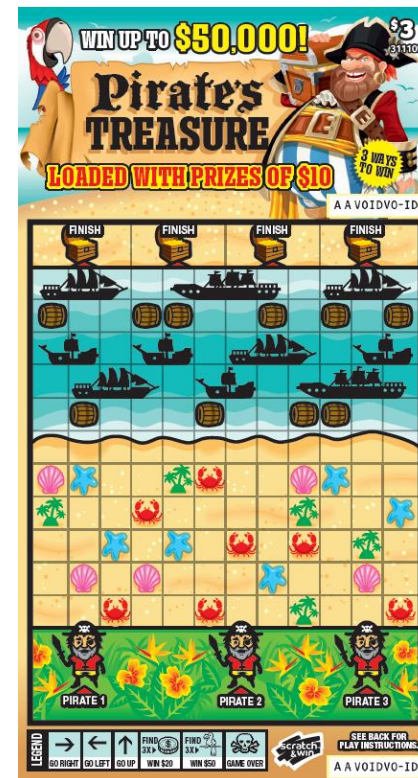 WIN UP TO $50,000!
$3
31110
Pirate's
TREASURE
3 WAYS
TO WIN
LOADED WITH PRIZES OF $10
A A VOIDVO-ID
FINISH FINISH FINISH FINISH
PIRATE 1 PIRATE 2 PIRATE 3
LEGEND
GO RIGHT
GO LEFT
GO UP
FIND
3X
WIN $20
FIND
3X
WIN $50
GAME OVER
scratch
&win
SEE BACK FOR
PLAY INSTRUCTIONS.
A A VOIDVO-ID